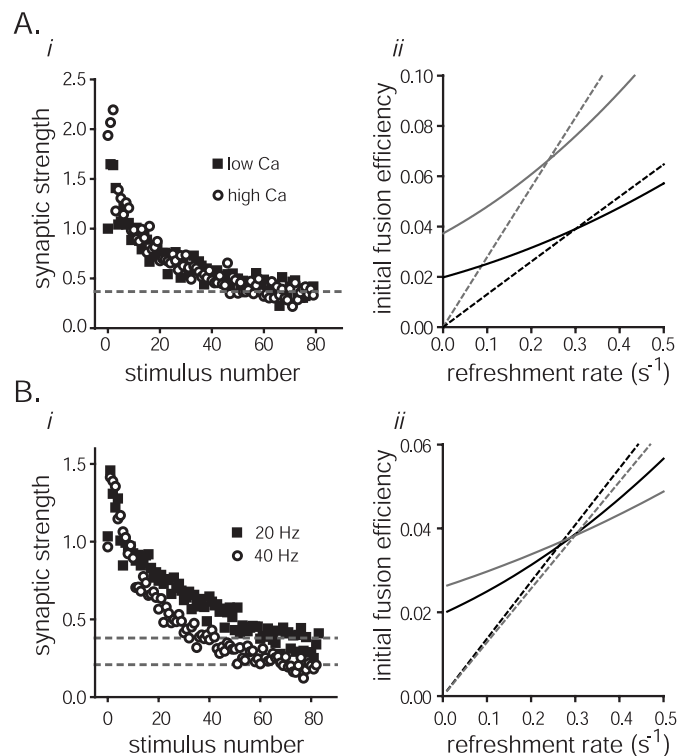 A.
i
ii
2.5
2.0
1.5
1.0
0.5
0.0
synaptic strength
low Ca
high Ca
0
20
40
60
80
stimulus number
0.10
0.08
0.06
0.04
0.02
0.00
initial fusion efficiency
0.0
0.1
0.2
0.3
0.4
0.5
refreshment rate (s⁻¹)
B.
i
ii
1.5
1.0
0.5
0.0
synaptic strength
20 Hz
40 Hz
0
20
40
60
80
stimulus number
0.06
0.04
0.02
0.00
initial fusion efficiency
0.0
0.1
0.2
0.3
0.4
0.5
refreshment rate (s⁻¹)